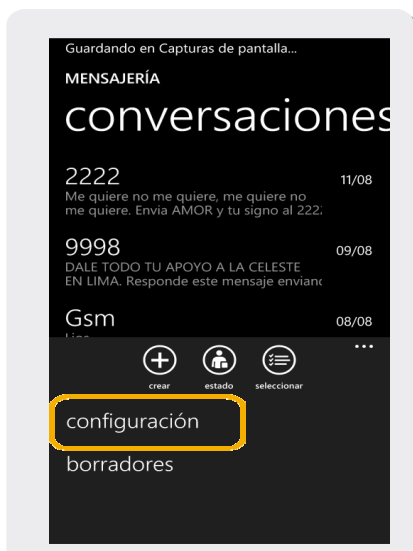 Guardando en Capturas de pantalla...
MENSAJERÍA
conversaciones
2222
11/08
Me quiere no me quiere, me quiere no
me quiere. Envia AMOR y tu signo al 222
9998
09/08
DALE TODO TU APOYO A LA CELESTE
EN LIMA. Responde este mensaje enviand
Gsm
08/08
...
crear
estado
seleccionar
configuración
borradores